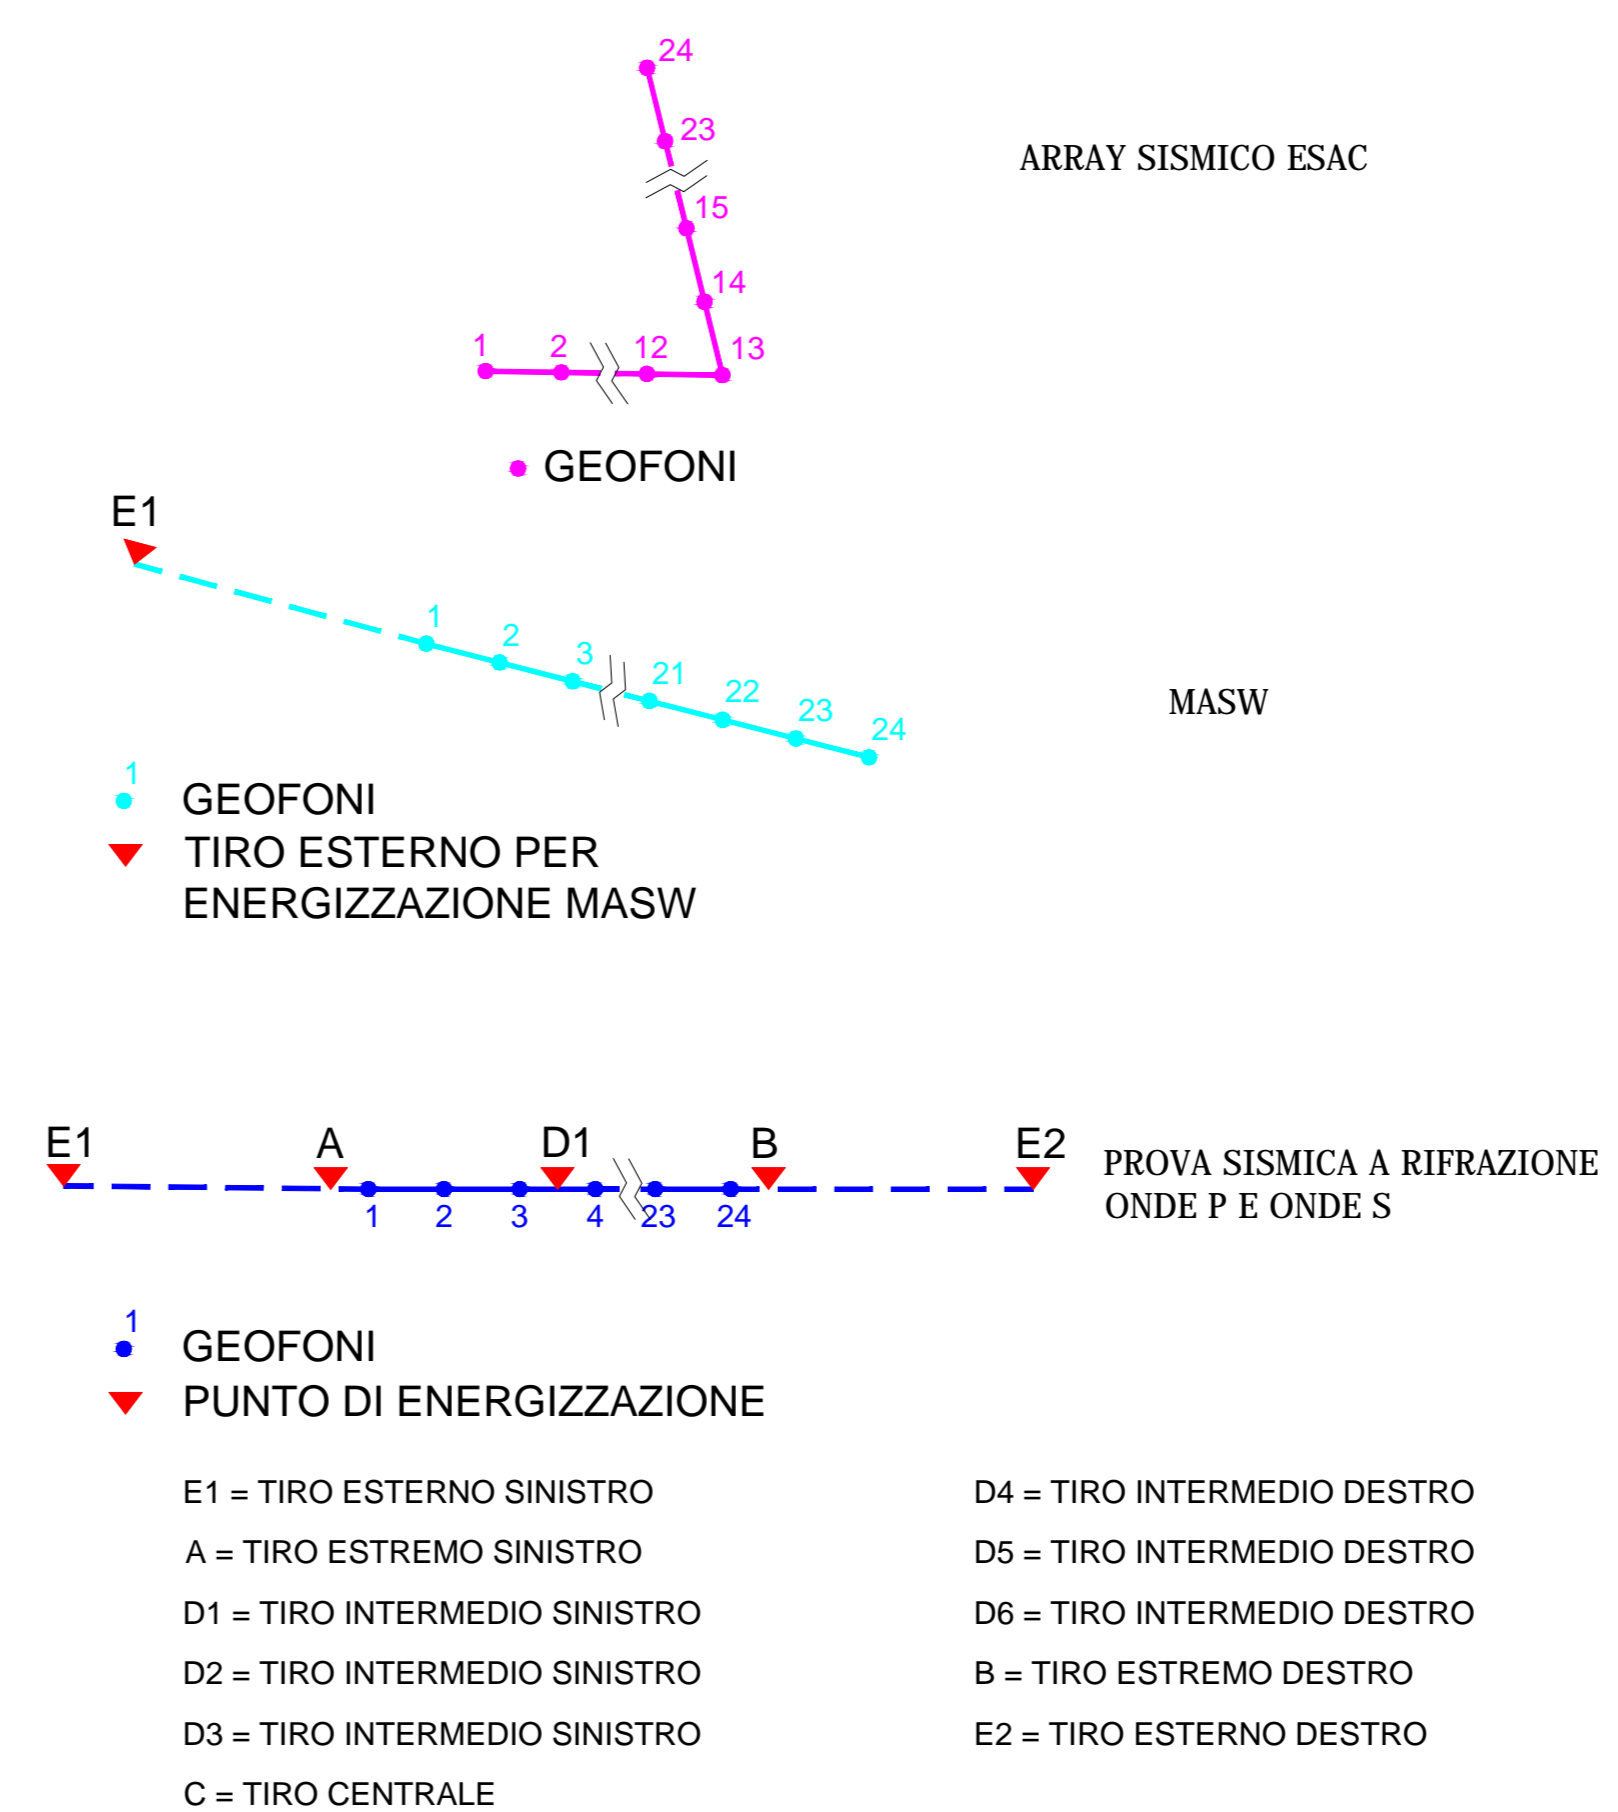 24
23
ARRAY SISMICO ESAC
15
14
1 2 12 13
GEOFONI
E1
1
2
3
21
22
23
24
MASW
1
GEOFONI
TIRO ESTERNO PER
ENERGIZZAZIONE MASW
E1 A D1 B E2
PROVA SISMICA A RIFRAZIONE
ONDE P E ONDE S
1 2 3 4 23 24
1
GEOFONI
PUNTO DI ENERGIZZAZIONE
E1 = TIRO ESTERNO SINISTRO
A = TIRO ESTREMO SINISTRO
D1 = TIRO INTERMEDIO SINISTRO
D2 = TIRO INTERMEDIO SINISTRO
D3 = TIRO INTERMEDIO SINISTRO
C = TIRO CENTRALE
D4 = TIRO INTERMEDIO DESTRO
D5 = TIRO INTERMEDIO DESTRO
D6 = TIRO INTERMEDIO DESTRO
B = TIRO ESTREMO DESTRO
E2 = TIRO ESTERNO DESTRO